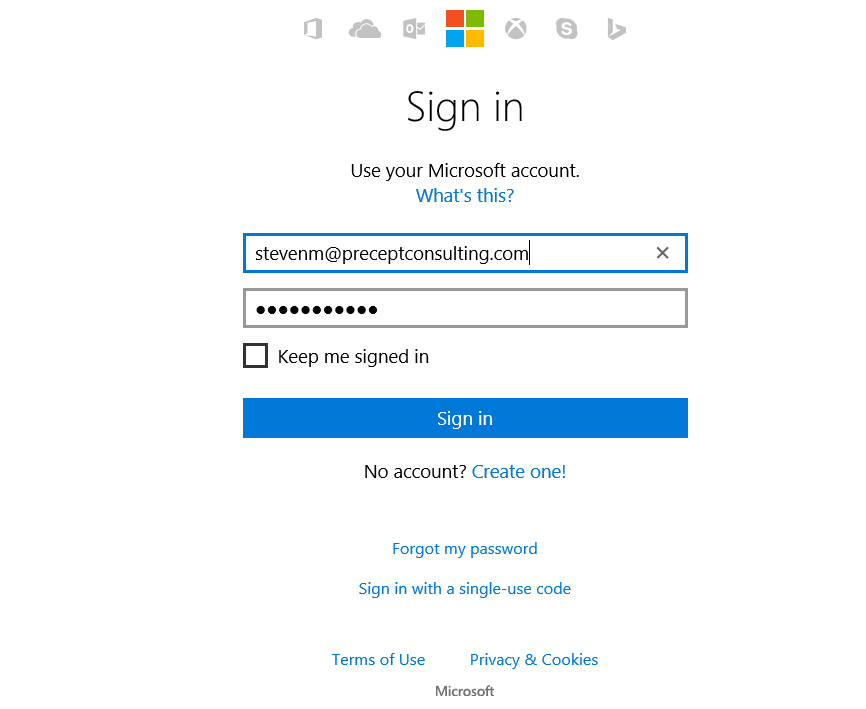 Sign in
Use your Microsoft account.
What's this?
stevenm@preceptconsulting.com
Keep me signed in
Sign in
No account? Create one!
Forgot my password
Sign in with a single-use code
Terms of Use Privacy & Cookies
Microsoft